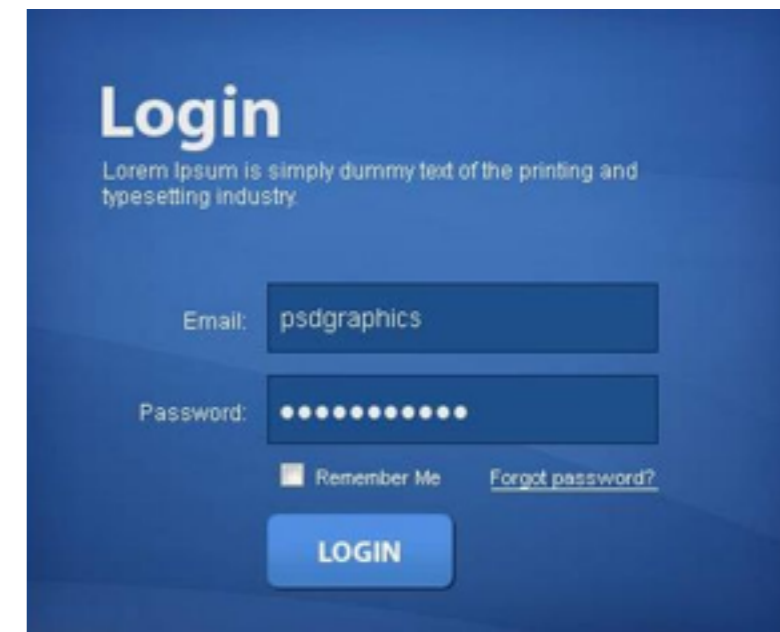 Login
Lorem Ipsum is simply dummy text of the printing and
typesetting industry.
Email: psdgraphics
Password: ●●●●●●●●●●●
Remember Me Forgot password?
LOGIN